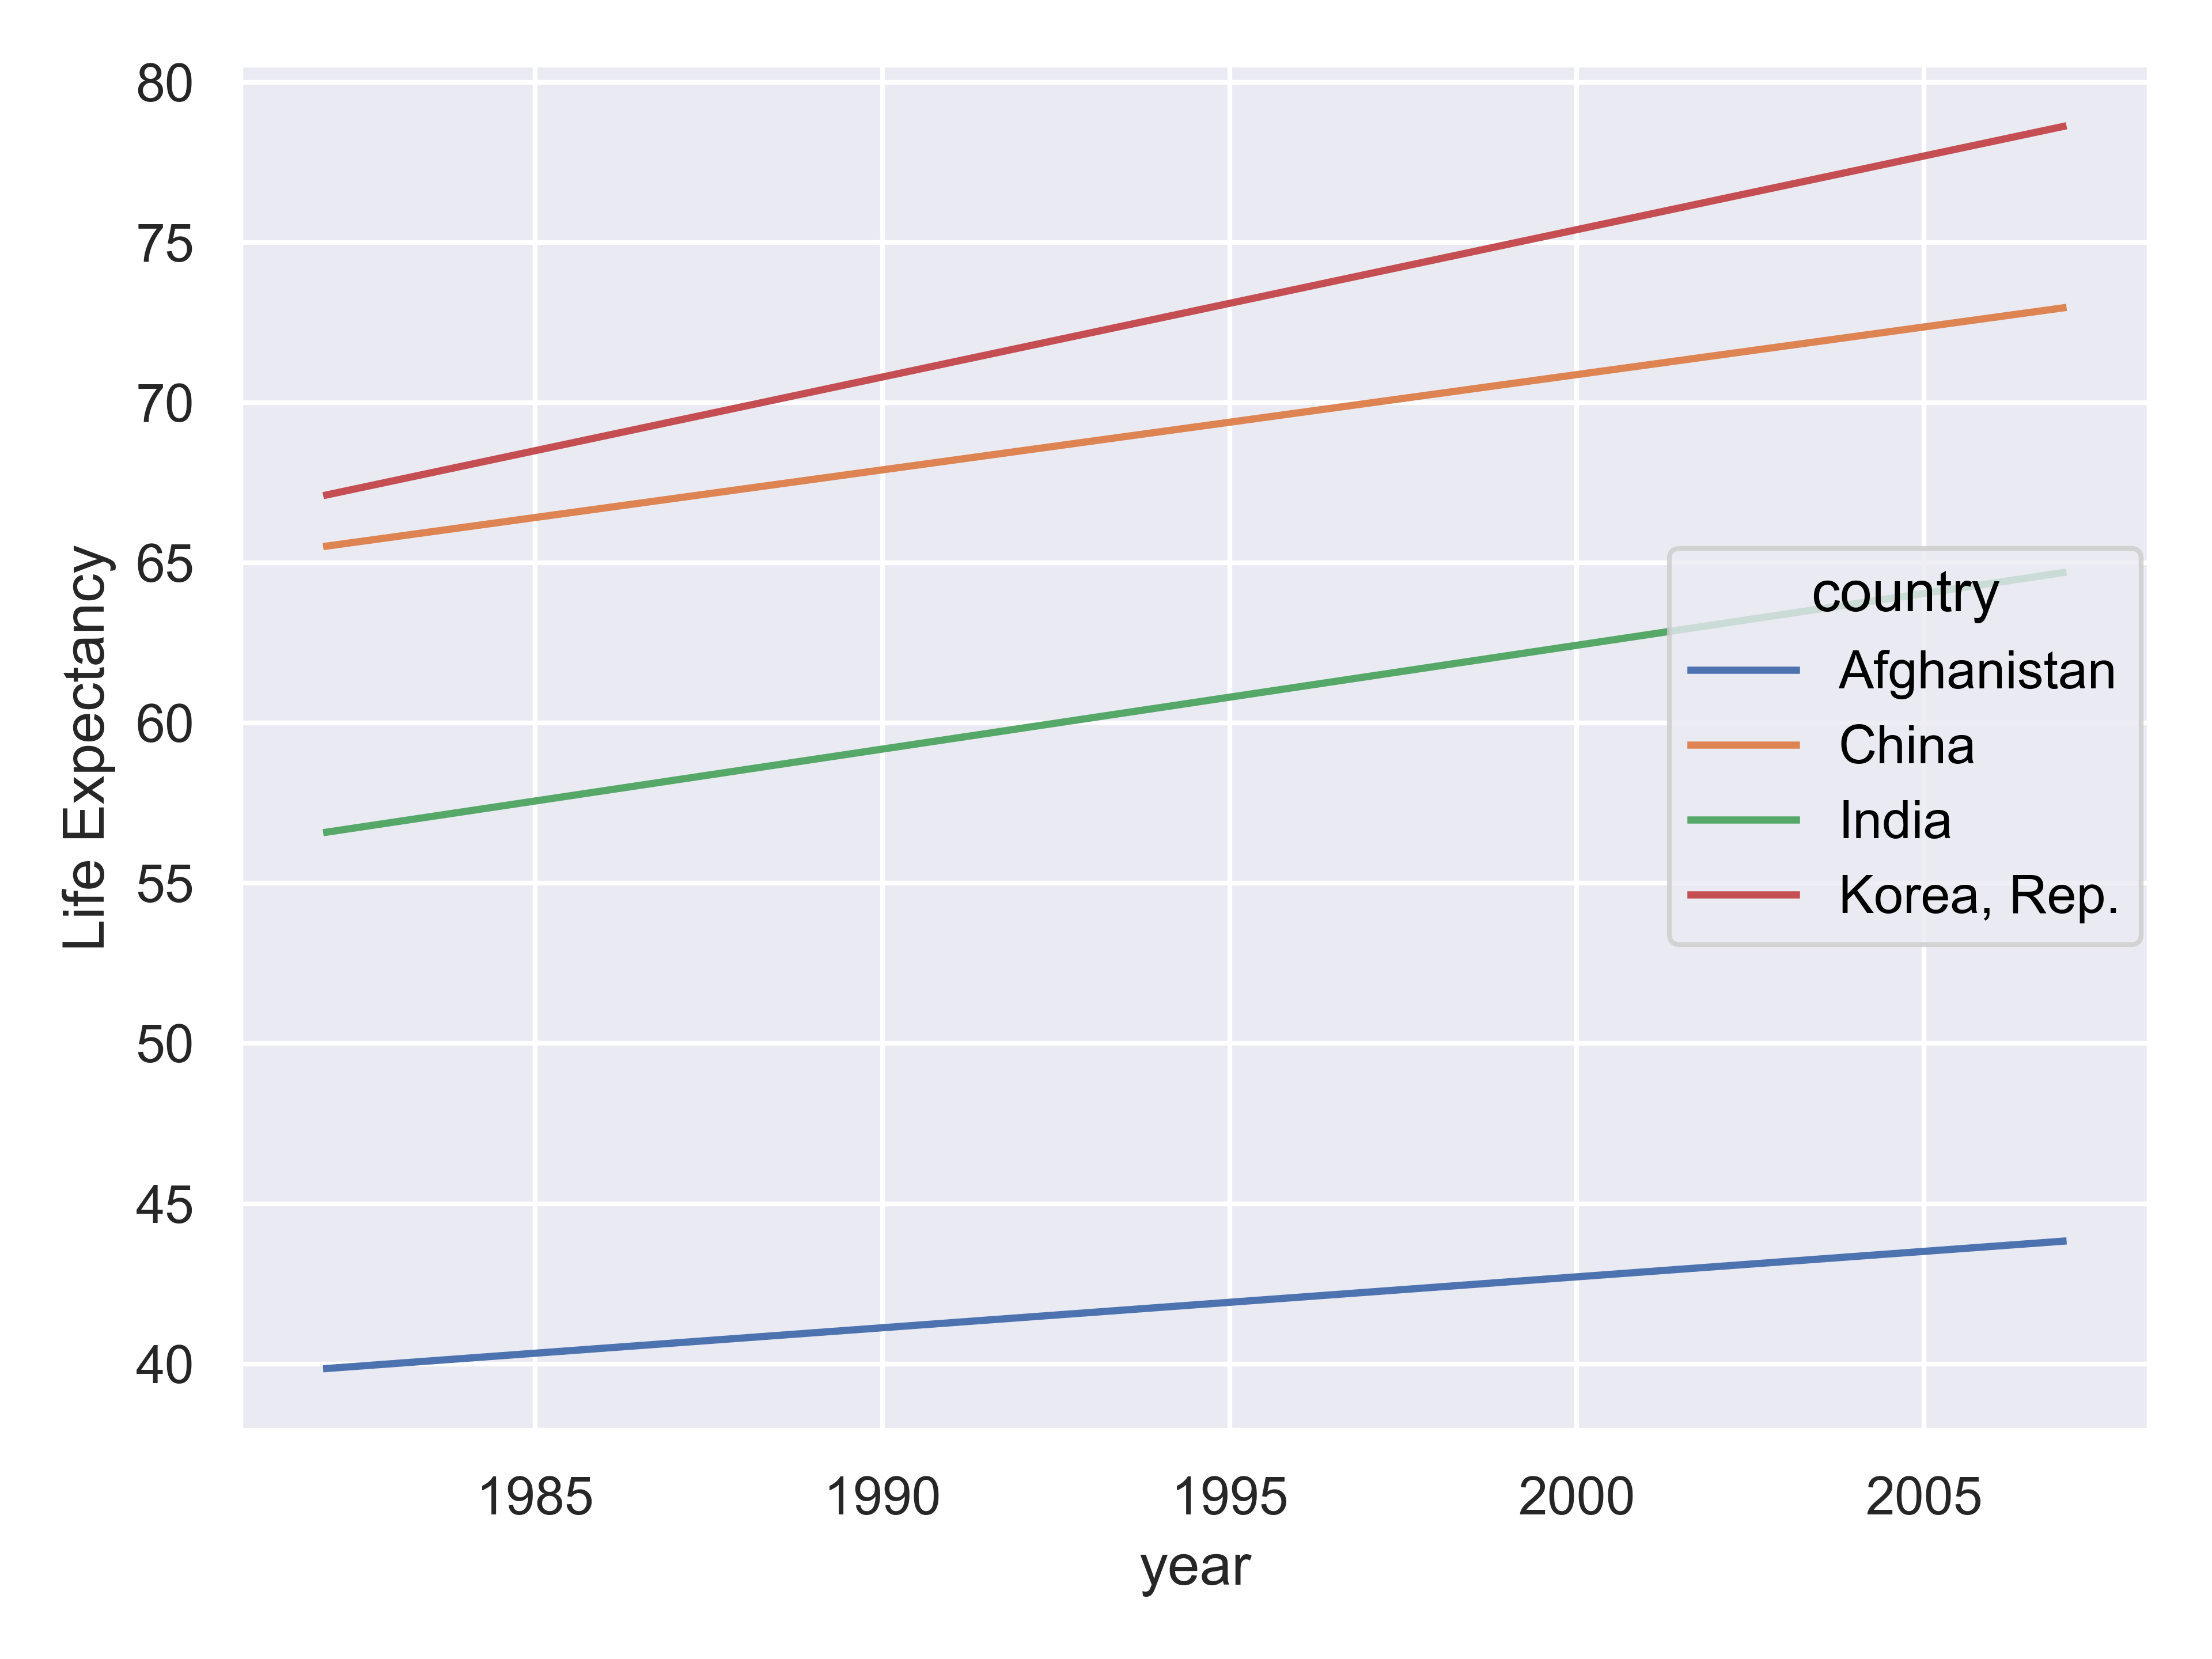 80
75
70
65
60
55
50
45
40
Life Expectancy
country
Afghanistan
China
India
Korea, Rep.
1985 1990 1995 2000 2005
year